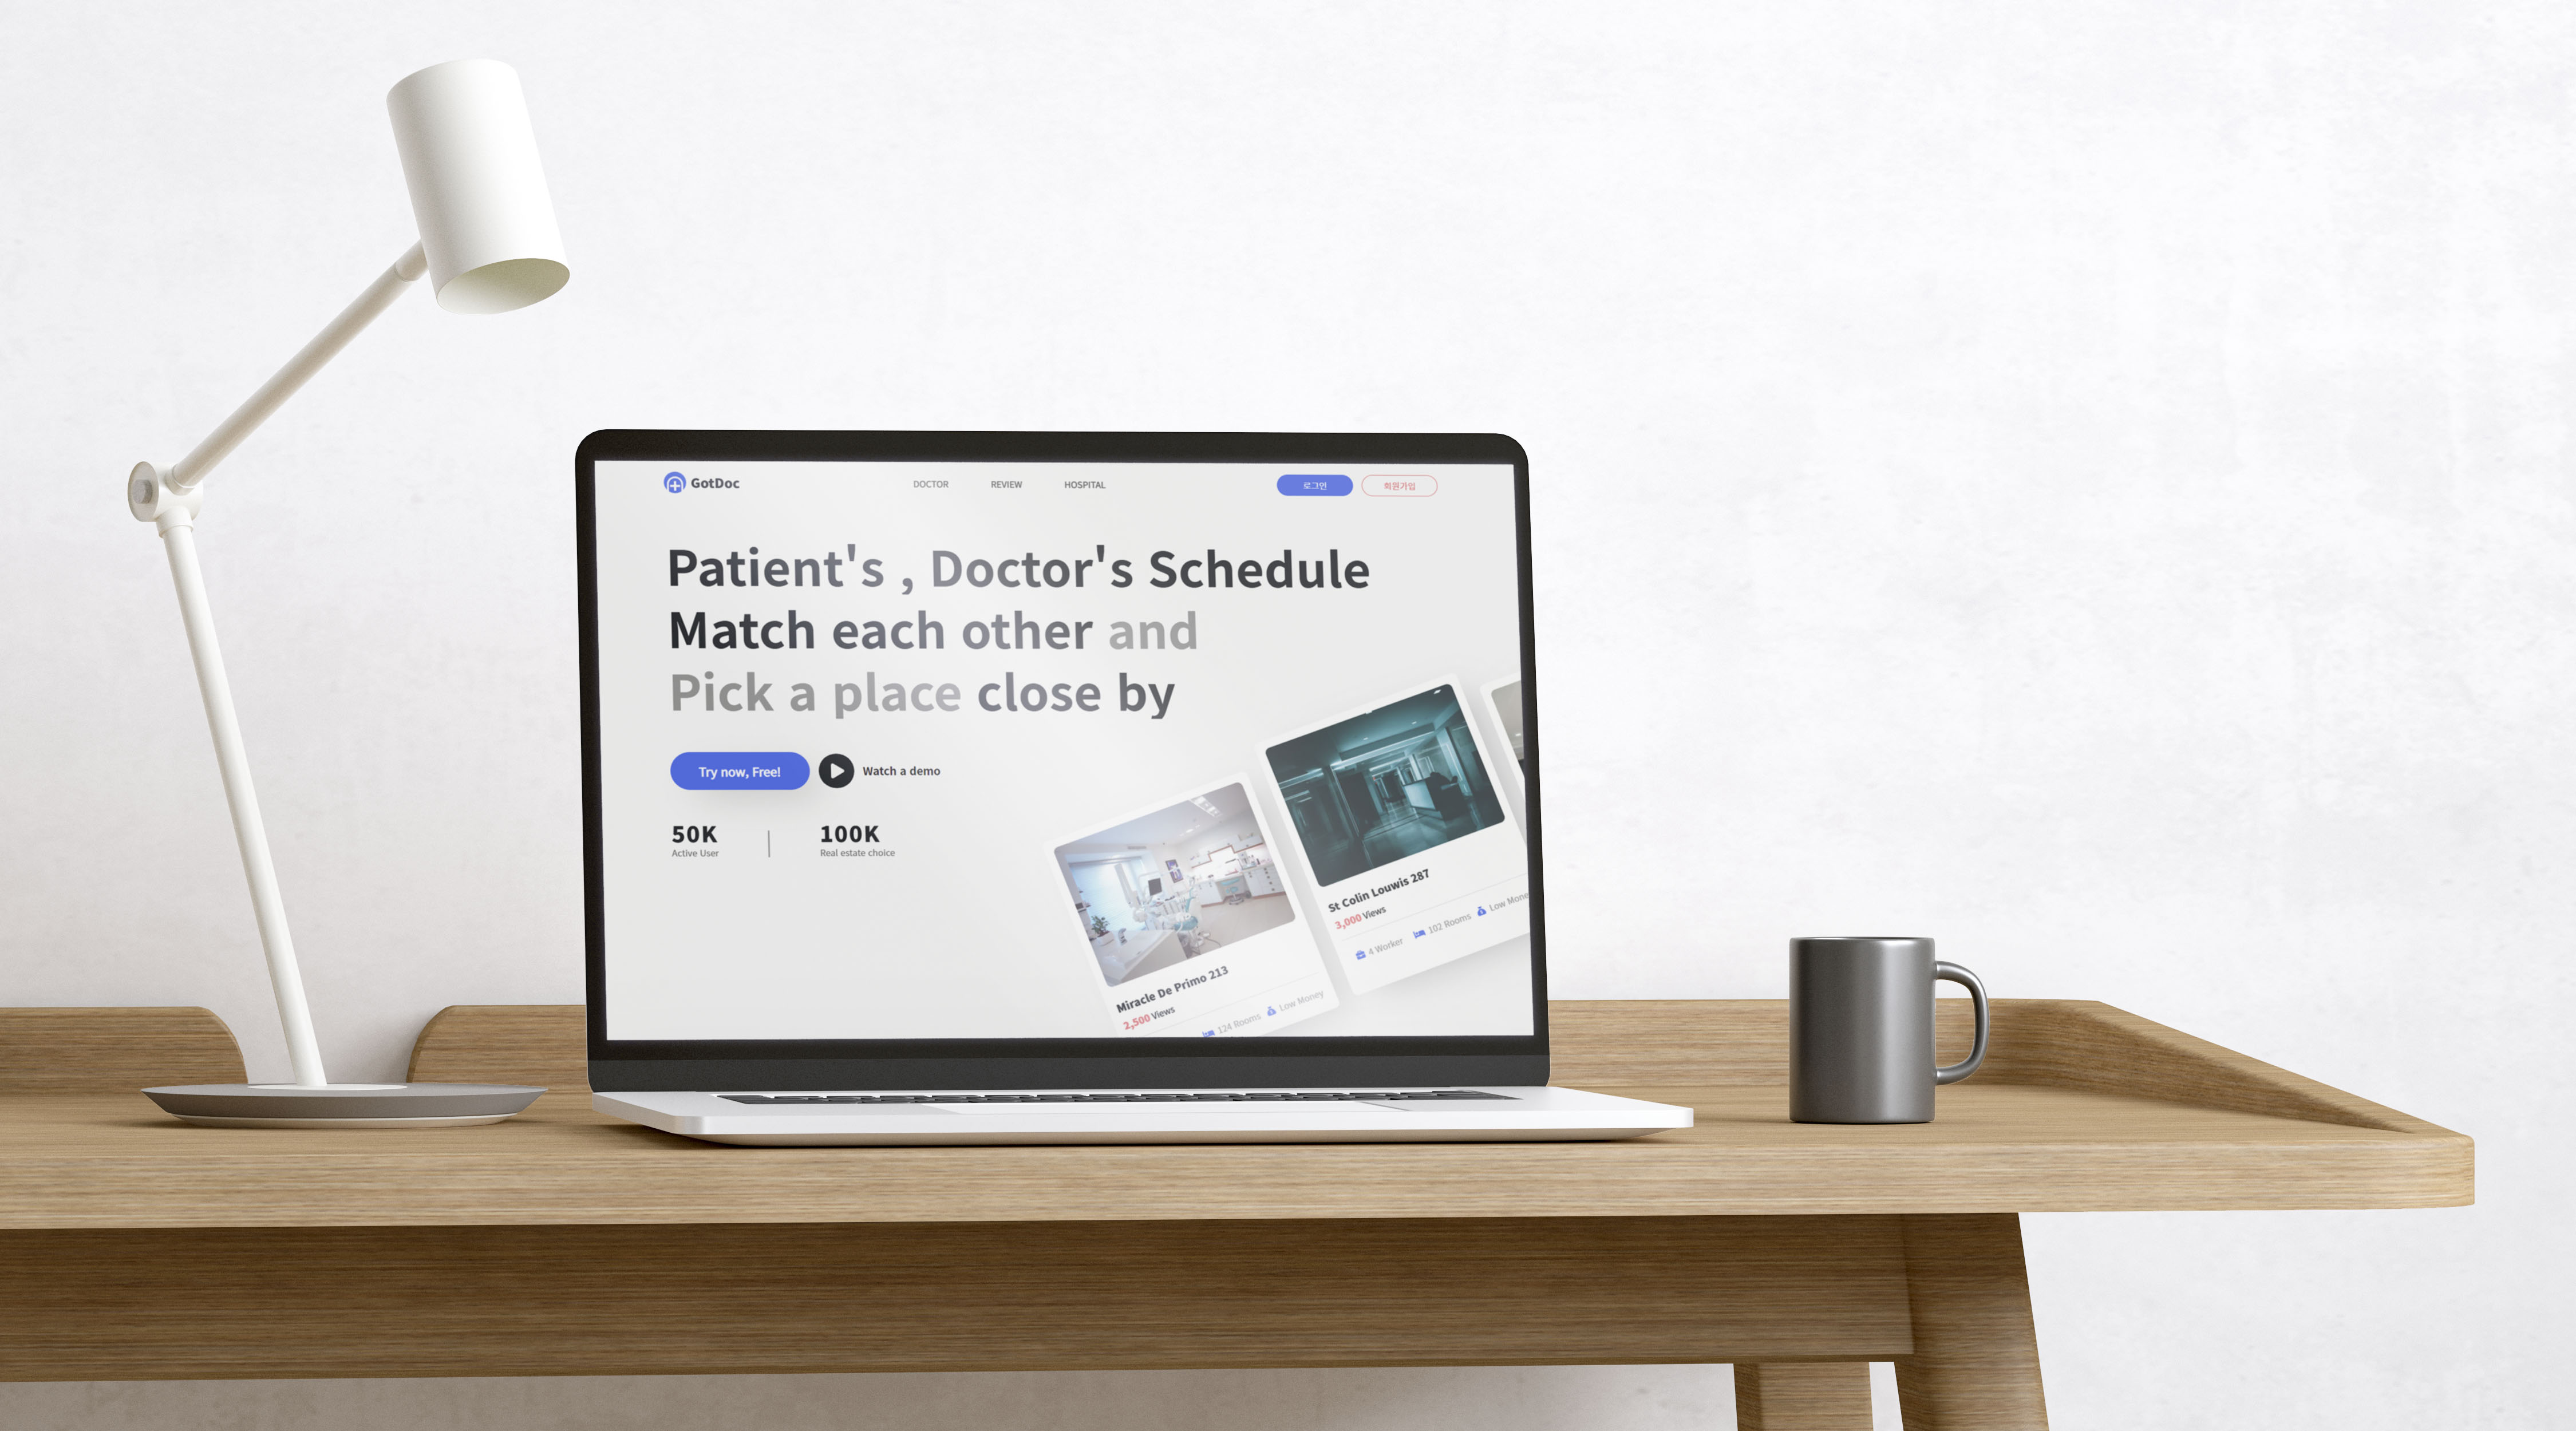 GotDoc
DOCTOR
REVIEW
HOSPITAL
로그인
회원가입
Patient's , Doctor's Schedule
Match each other and
Pick a place close by
Try now, Free!
Watch a demo
50K
Active User
100K
Real estate choice
St Colin Louwis 287
3,000 Views
4 Worker
102 Rooms
Low Mone
Miracle De Primo 213
2,500 Views
124 Rooms
Low Money